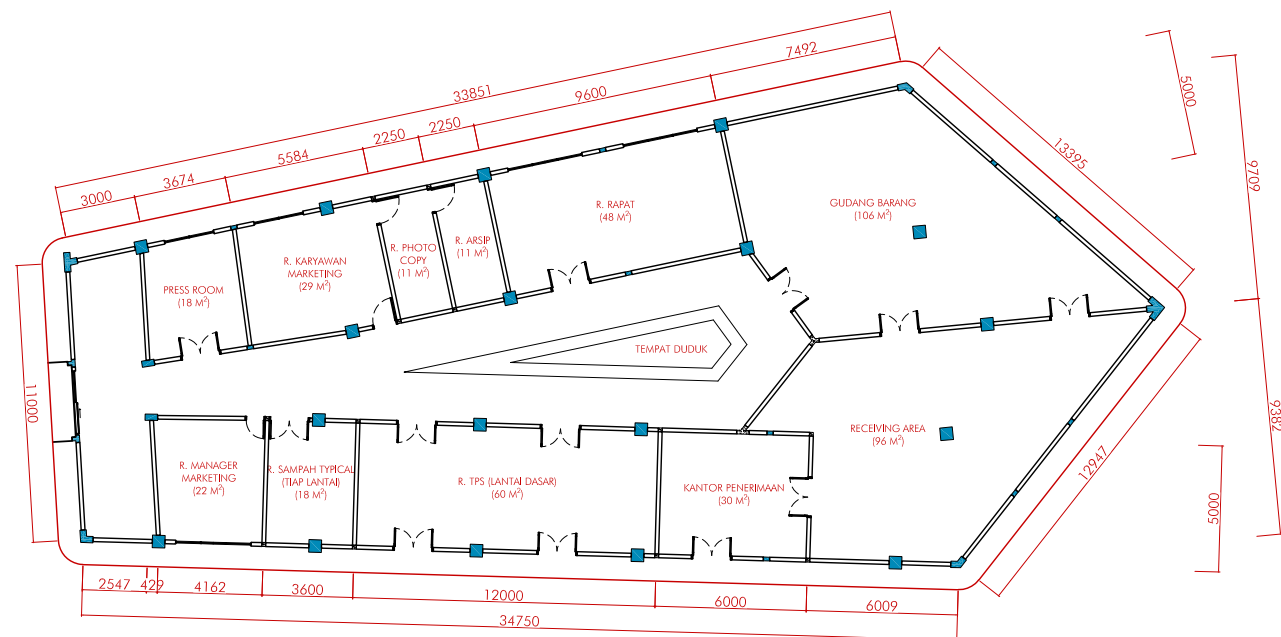 33851
3000
3674
5584
2250
2250
9600
7492
5000
13395
9709
GUDANG BARANG
(106 M²)
R. RAPAT
(48 M²)
R. ARSIP
(11 M²)
R. PHOTO
COPY
(11 M²)
R. KARYAWAN
MARKETING
(29 M²)
PRESS ROOM
(18 M²)
TEMPAT DUDUK
11000
R. MANAGER
MARKETING
(22 M²)
R. SAMPAH TYPICAL
(TIAP LANTAI)
(18 M²)
R. TPS (LANTAI DASAR)
(60 M²)
KANTOR PENERIMAAN
(30 M²)
RECEIVING AREA
(96 M²)
9382
12947
5000
2547
429
4162
3600
12000
6000
6009
34750